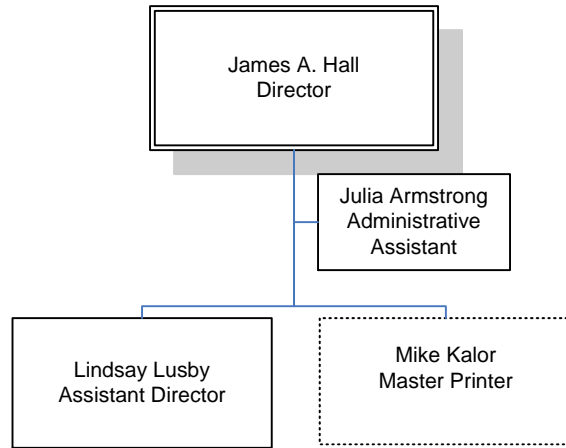 James A. Hall
Director
Julia Armstrong
Administrative
Assistant
Lindsay Lusby
Assistant Director
Mike Kalor
Master Printer